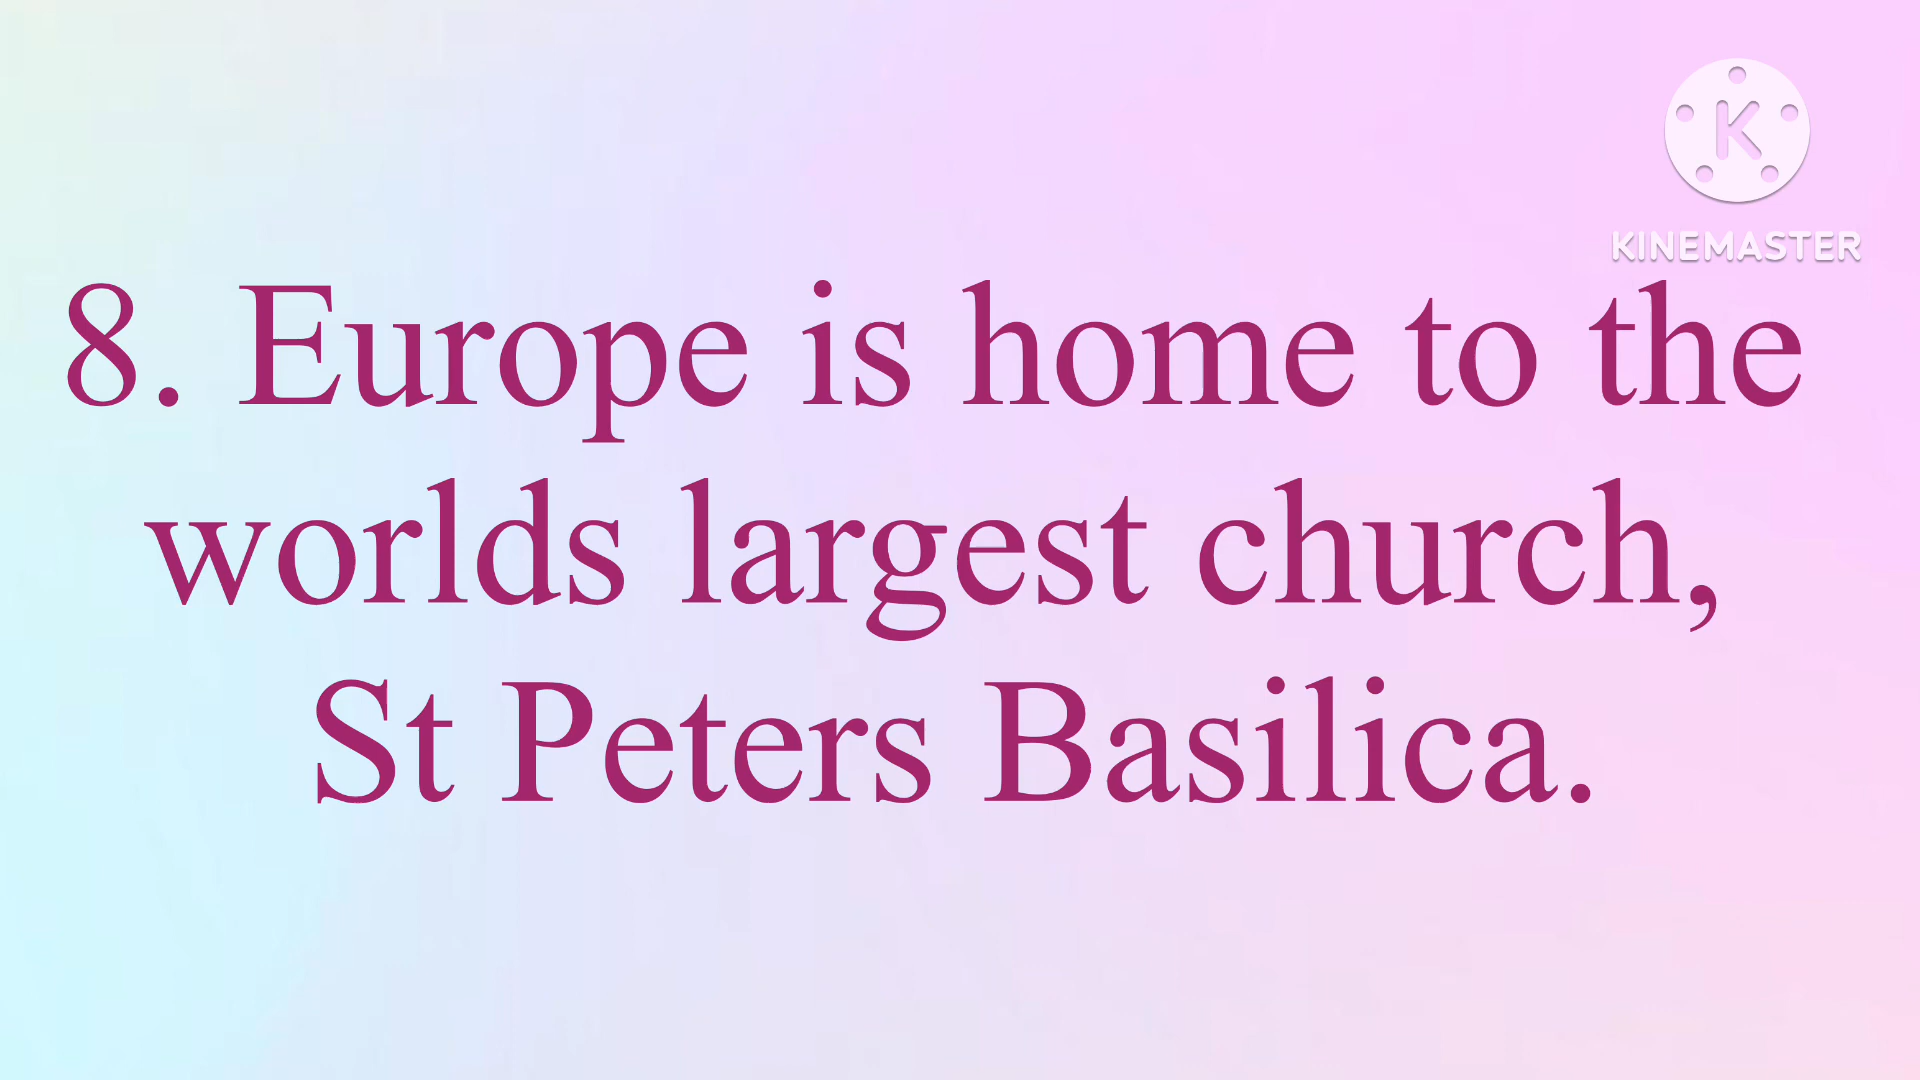 K
KINEMASTER
8. Europe is home to the
worlds largest church,
St Peters Basilica.